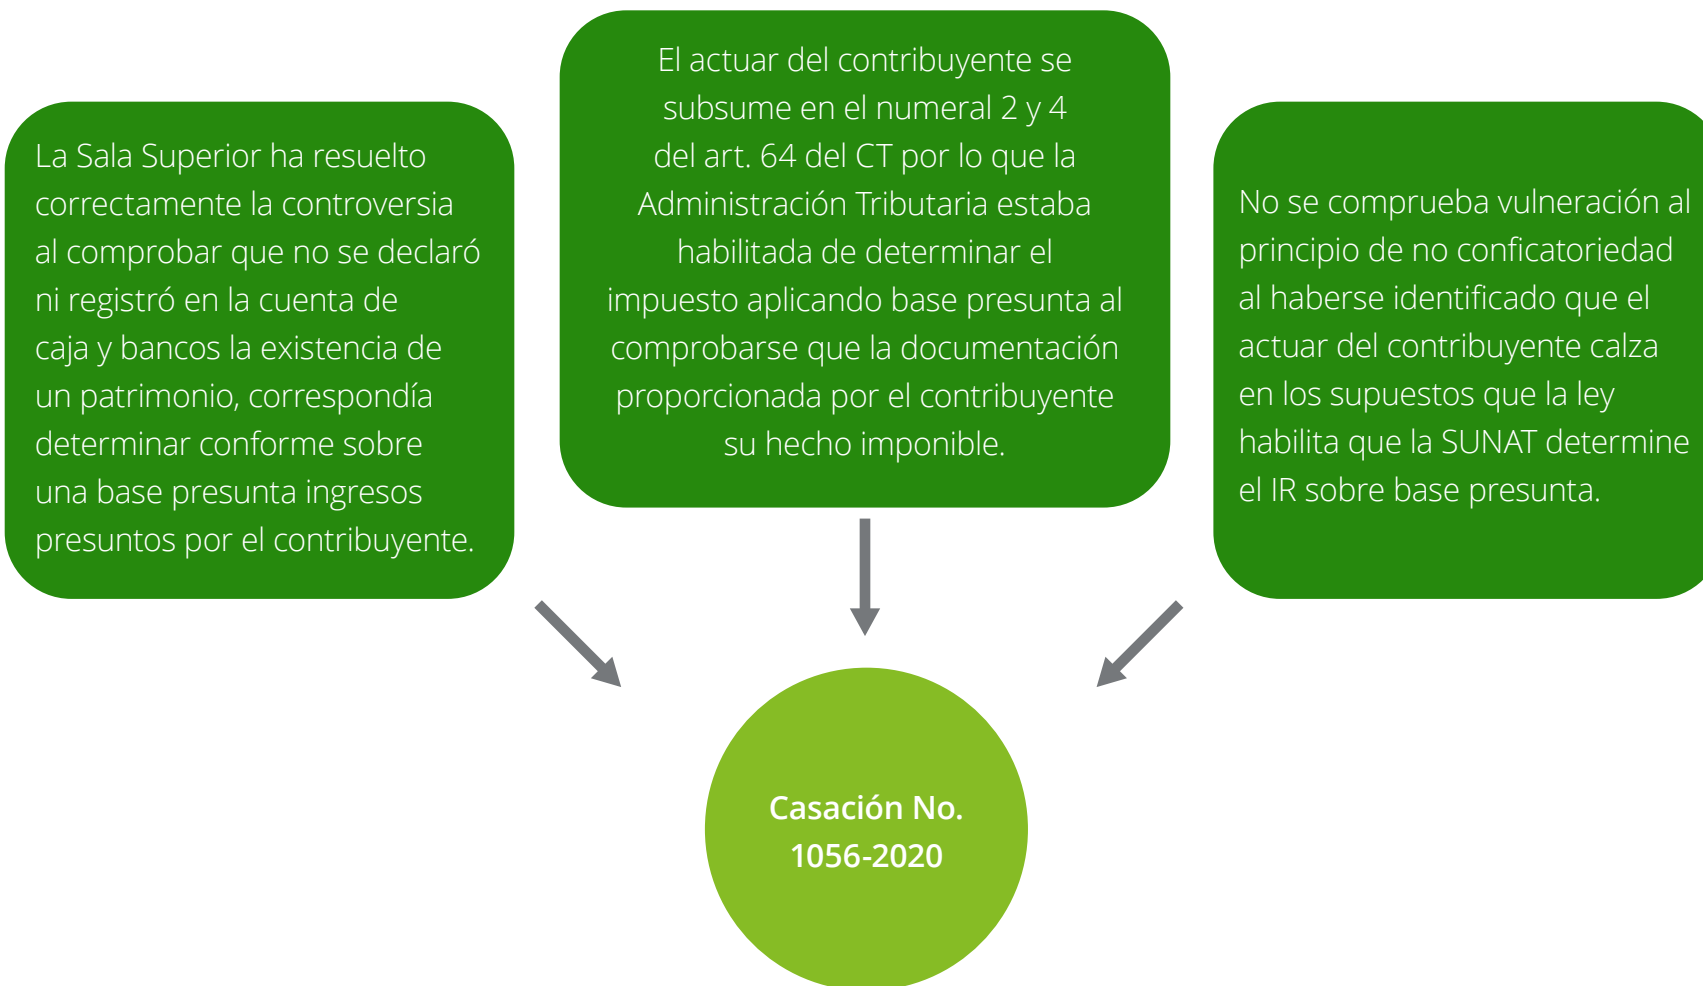 La Sala Superior ha resuelto
correctamente la controversia
al comprobar que no se declaró
ni registró en la cuenta de
caja y bancos la existencia de
un patrimonio, correspondía
determinar conforme sobre
una base presunta ingresos
presuntos por el contribuyente.
El actuar del contribuyente se
subsume en el numeral 2 y 4
del art. 64 del CT por lo que la
Administración Tributaria estaba
habilitada de determinar el
impuesto aplicando base presunta al
comprobarse que la documentación
proporcionada por el contribuyente
su hecho imponible.
No se comprueba vulneración al
principio de no conficatoriedad
al haberse identificado que el
actuar del contribuyente calza
en los supuestos que la ley
habilita que la SUNAT determine
el IR sobre base presunta.
Casación No.
1056-2020